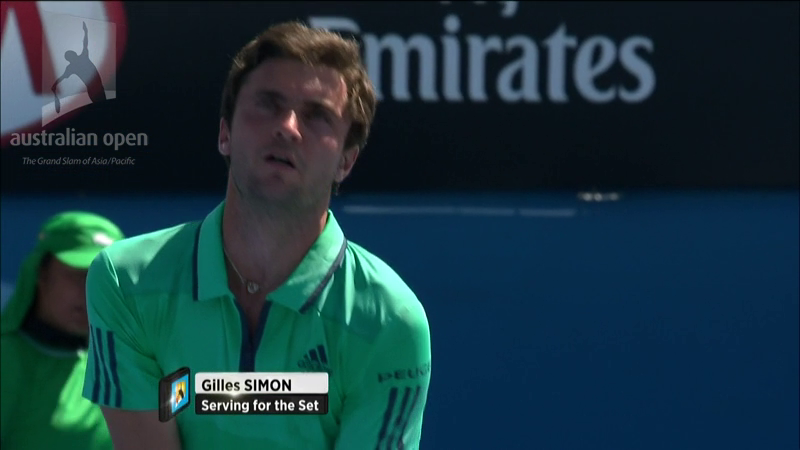 Emirates
australian open
The Grand Slam of Asia/Pacific
Gilles SIMON
Serving for the Set